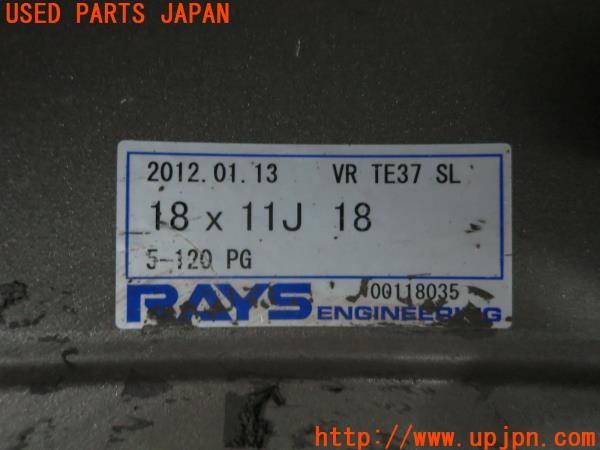 USED PARTS JAPAN
2012.01.13 VR TE37 SL
18 x 11J 18
5-120 PG
00118035
RAYS ENGINEERING
https://www.upjpn.com/